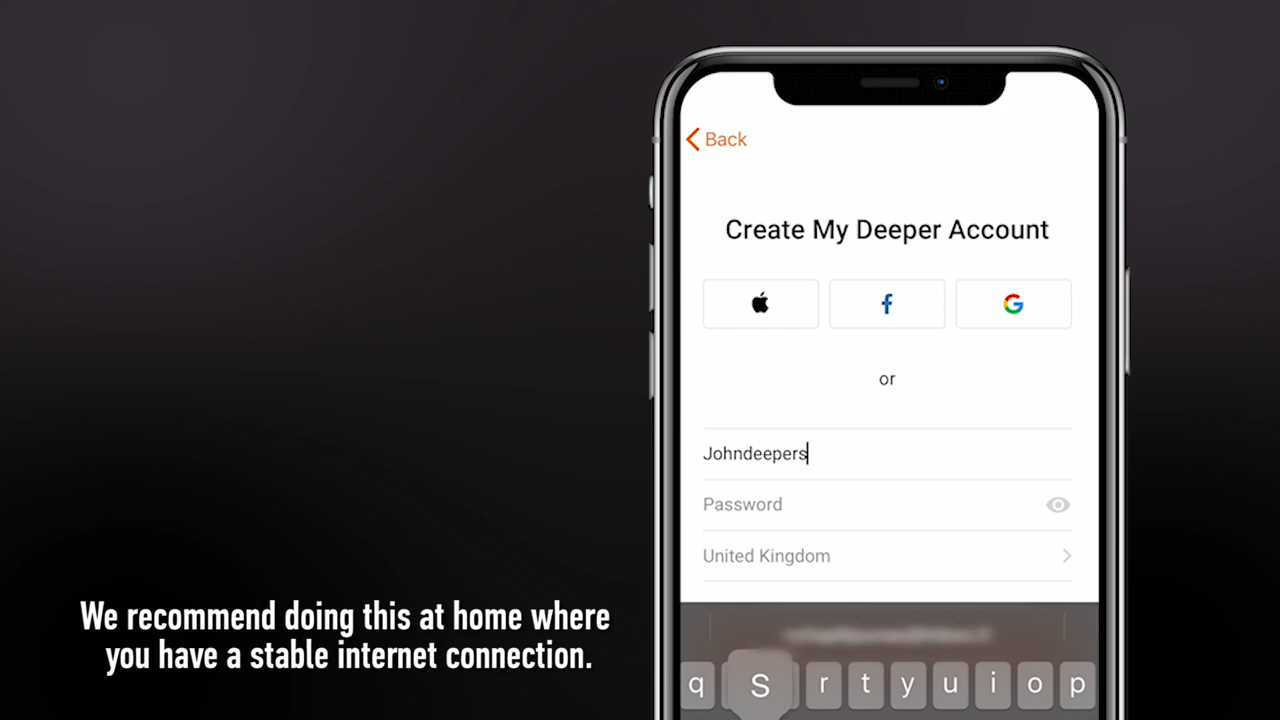 Back
Create My Deeper Account
or
Johndeepers
Password
United Kingdom
We recommend doing this at home where
you have a stable internet connection.
q S r t y u i o p